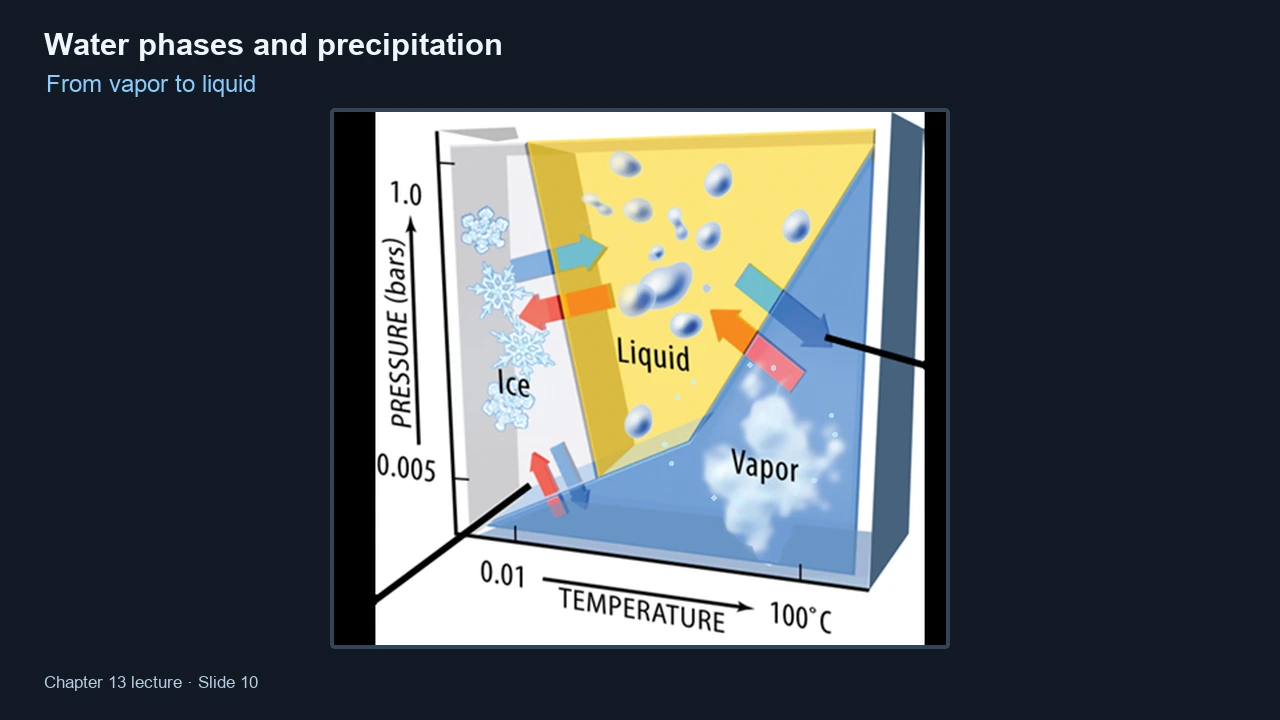 Water phases and precipitation
From vapor to liquid
1.0
PRESSURE (bars)
Liquid
Ice
Vapor
0.005
0.01
TEMPERATURE
100°C
Chapter 13 lecture · Slide 10